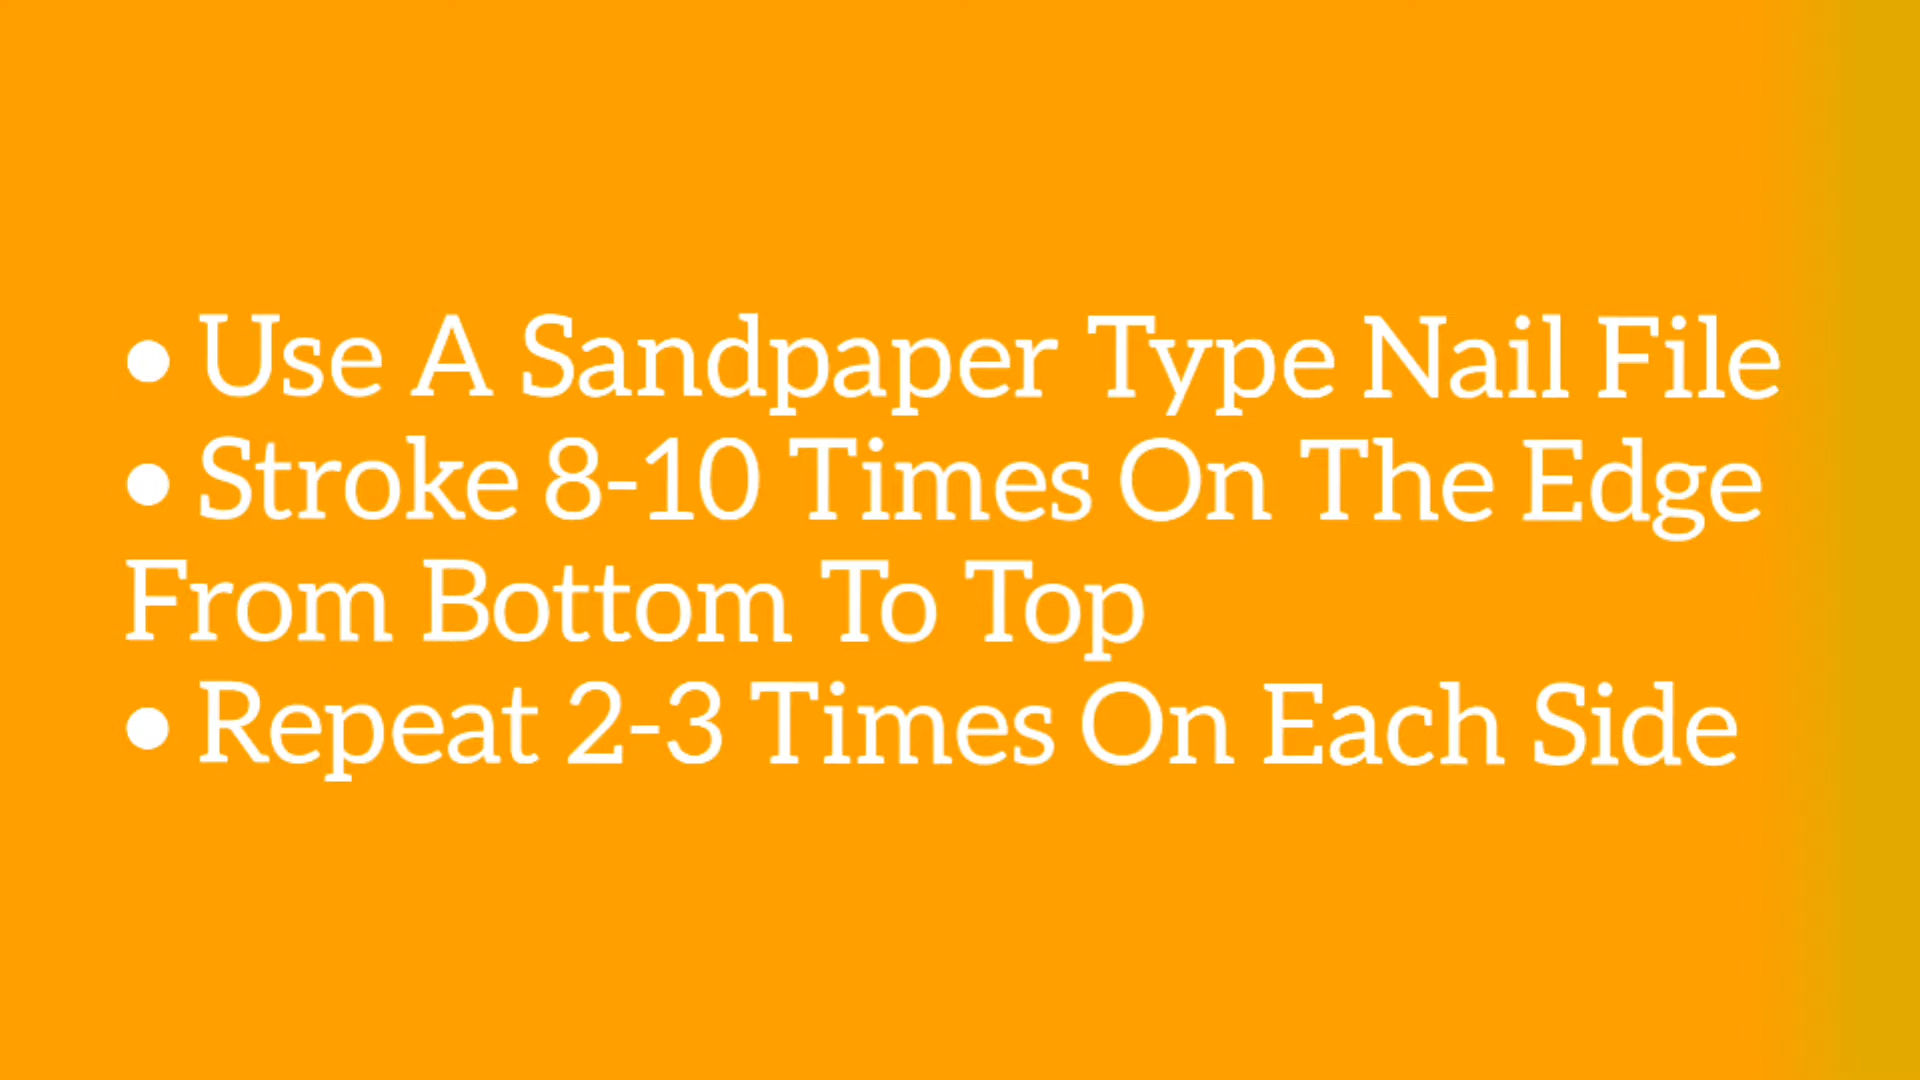 ● Use A Sandpaper Type Nail File
● Stroke 8-10 Times On The Edge
From Bottom To Top
● Repeat 2-3 Times On Each Side